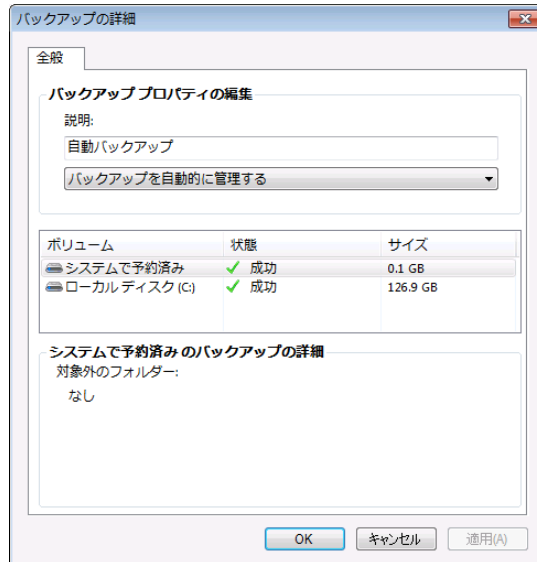 バックアップの詳細
全般
バックアップ プロパティの編集
説明:
自動バックアップ
バックアップを自動的に管理する
ボリューム 状態 サイズ
システムで予約済み 成功 0.1 GB
ローカル ディスク (C:) 成功 126.9 GB
システムで予約済み のバックアップの詳細
対象外のフォルダー:
なし
OK キャンセル 適用(A)